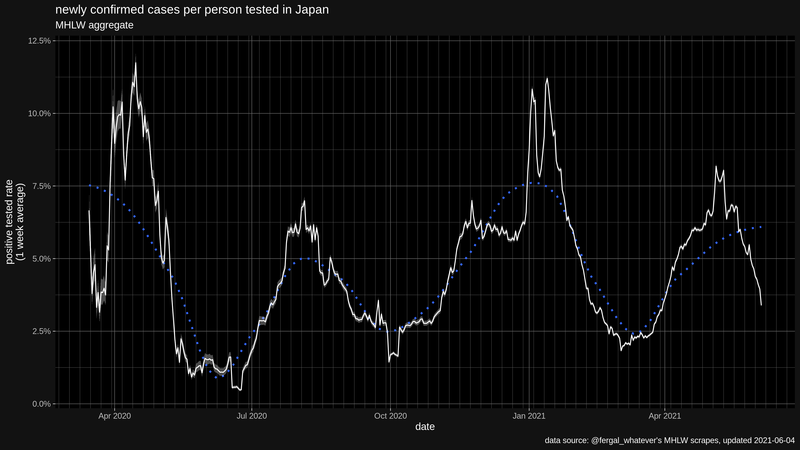 newly confirmed cases per person tested in Japan
MHLW aggregate
12.5%
10.0%
7.5%
5.0%
2.5%
0.0%
positive tested rate
(1 week average)
Apr 2020
Jul 2020
Oct 2020
Jan 2021
Apr 2021
date
data source: @fergal_whatever's MHLW scrapes, updated 2021-06-04